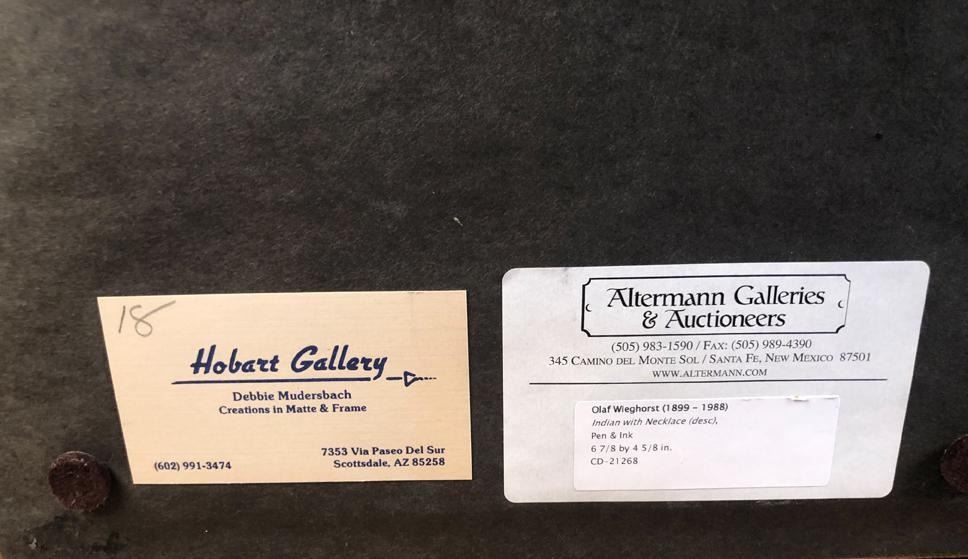 18
Hobart Gallery
Debbie Mudersbach
Creations in Matte & Frame
(602) 991-3474
7353 Via Paseo Del Sur
Scottsdale, AZ 85258
Altermann Galleries
& Auctioneers
(505) 983-1590 / Fax: (505) 989-4390
345 Camino del Monte Sol / Santa Fe, New Mexico 87501
www.altermann.com
Olaf Wieghorst (1899 – 1988)
Indian with Necklace (desc),
Pen & Ink
6 7/8 by 4 5/8 in.
CD-21268